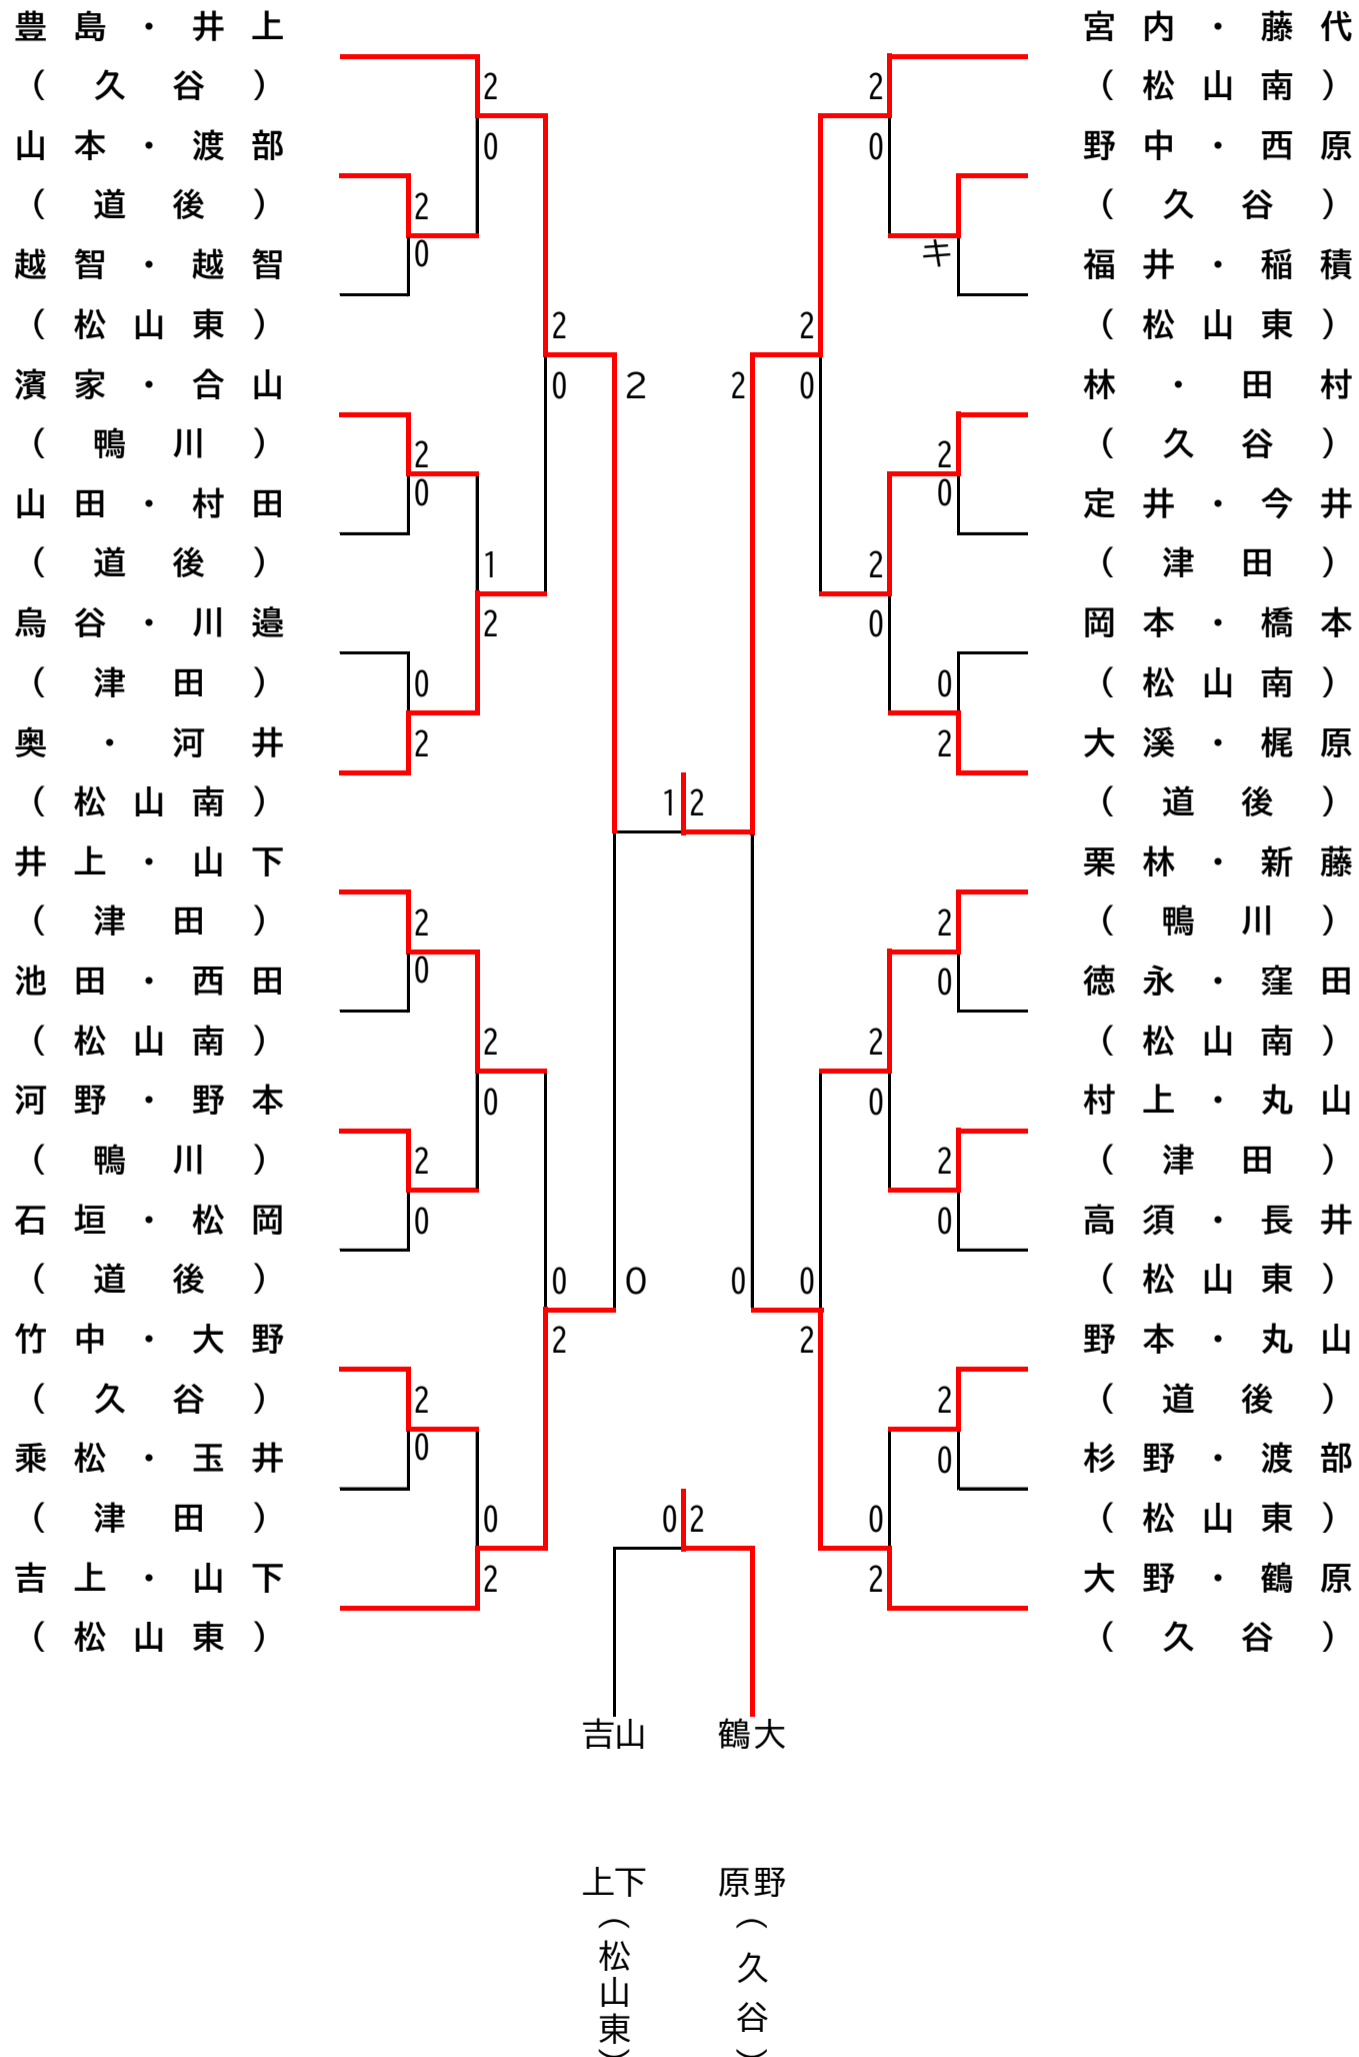 豊島・井上
（久谷）
山本・渡部
（道後）
越智・越智
（松山東）
濱家・合山
（鴨川）
山田・村田
（道後）
烏谷・川邉
（津田）
奥・河井
（松山南）
井上・山下
（津田）
池田・西田
（松山南）
河野・野本
（鴨川）
石垣・松岡
（道後）
竹中・大野
（久谷）
乘松・玉井
（津田）
吉上・山下
（松山東）
2
0
2
0
2
0
2
0
1
2
0
2
2
0
2
0
2
0
0
2
2
0
0
2
2
0
1 2
0 2
2
0
2
0
キ
2
0
2
0
2
0
0
2
2
0
2
0
2
0
0
2
2
0
0
2
宮内・藤代
（松山南）
野中・西原
（久谷）
福井・稲積
（松山東）
林・田村
（久谷）
定井・今井
（津田）
岡本・橋本
（松山南）
大溪・梶原
（道後）
栗林・新藤
（鴨川）
徳永・窪田
（松山南）
村上・丸山
（津田）
高須・長井
（松山東）
野本・丸山
（道後）
杉野・渡部
（松山東）
大野・鶴原
（久谷）
吉山 鶴大
上下 原野
（松山東）
（久谷）